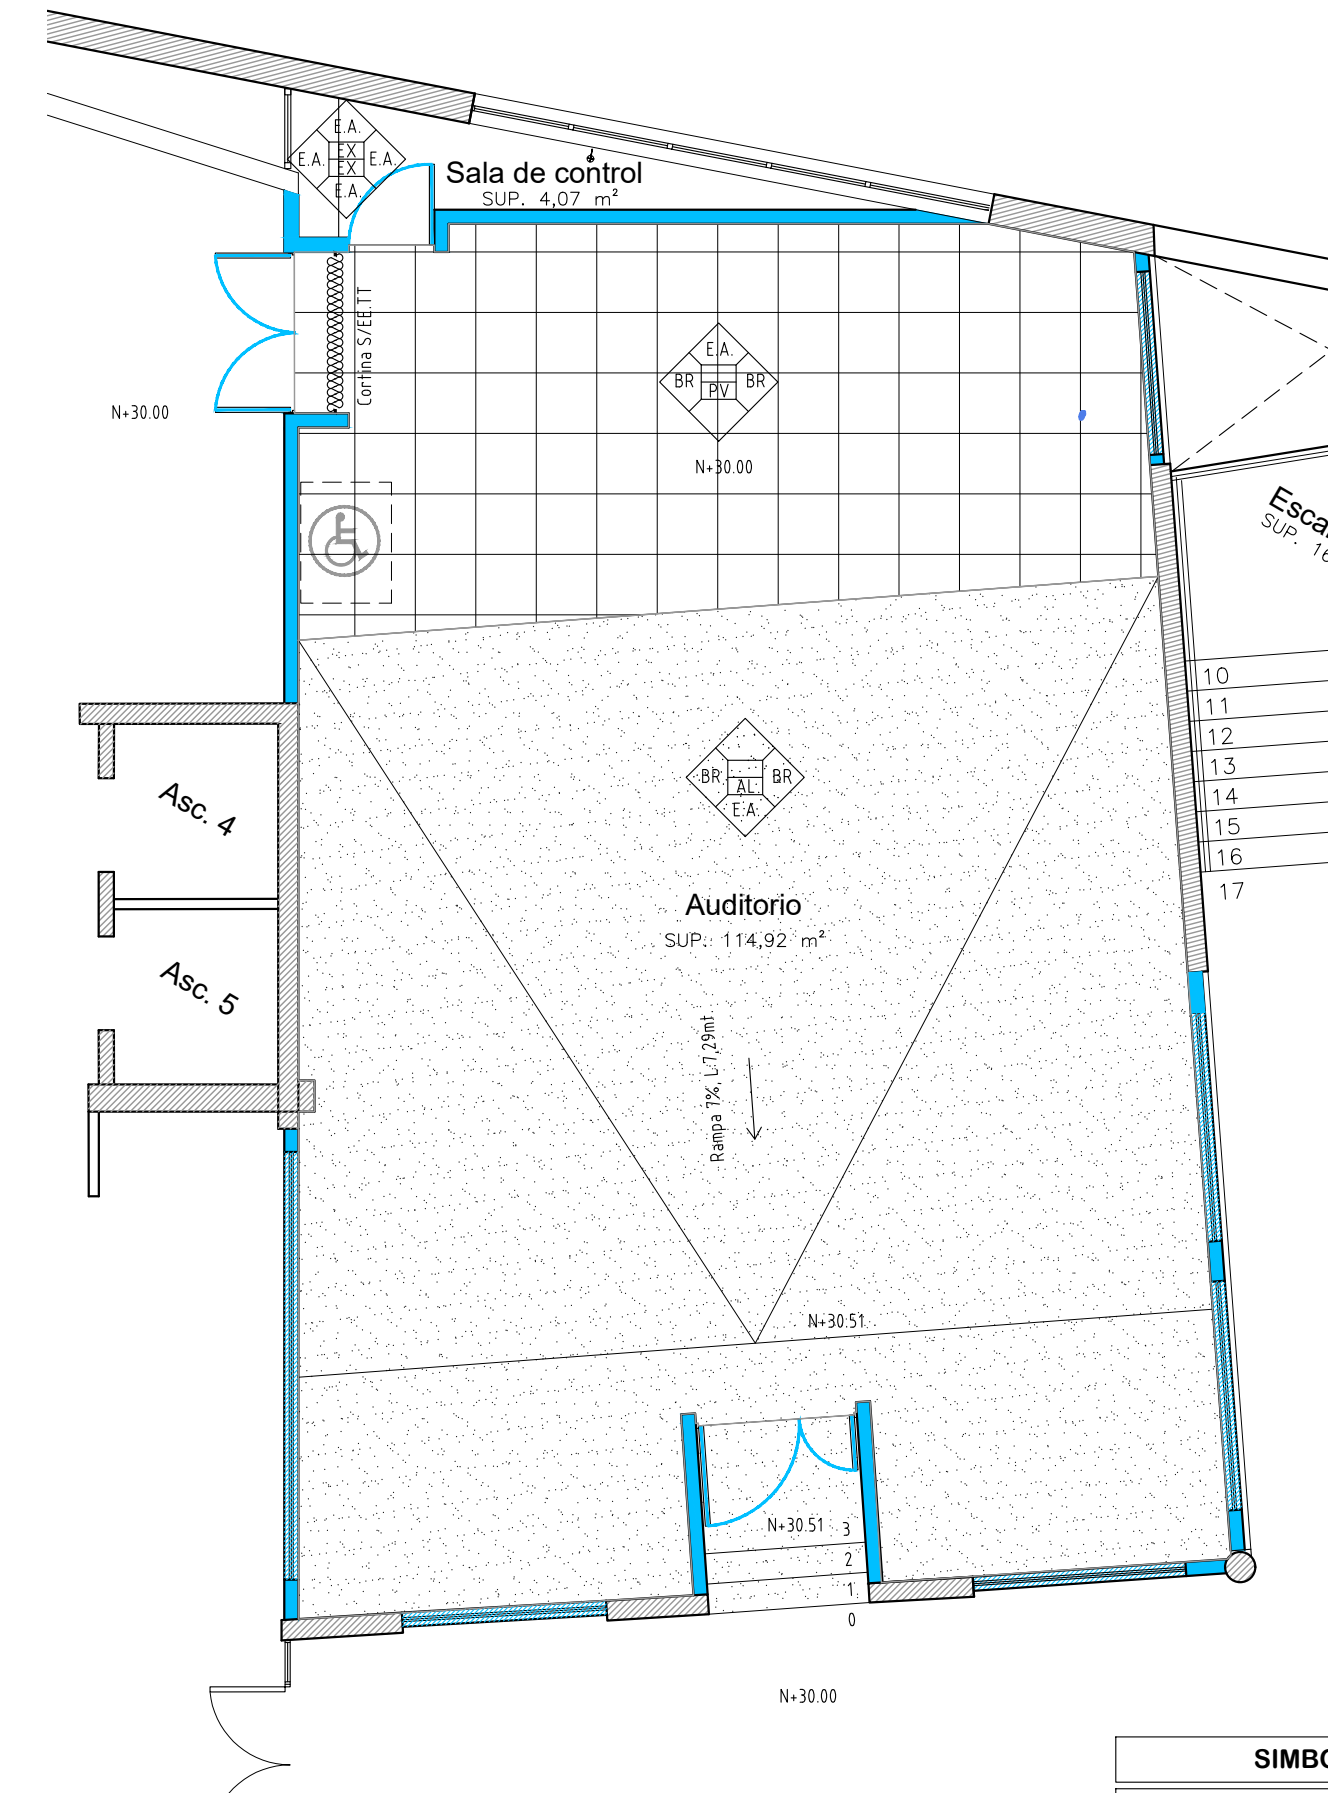 E.A.
E.A.
EX
EX
E.A.
E.A.
Sala de control
SUP. 4,07 m²
Cortina S/EE.TT
N+30.00
E.A.
BR
PV
BR
N+30.00
SUP. 16
10
11
12
13
14
15
16
17
Asc. 4
Asc. 5
BR
AL.
BR
E.A.
Auditorio
SUP. 114,92 m²
Rampa 7%, L:7,29mt
N+30.51
N+30.51
3
2
1
0
N+30.00